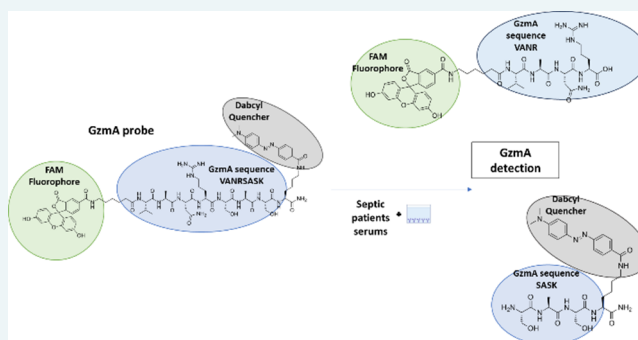 GzmA probe
FAM
Fluorophore
GzmA sequence
VANRSASK
Dabcyl
Quencher
Septic
patients
serums
+
FAM
Fluorophore
GzmA
sequence
VANR
GzmA
detection
Dabcyl
Quencher
GzmA sequence
SASK